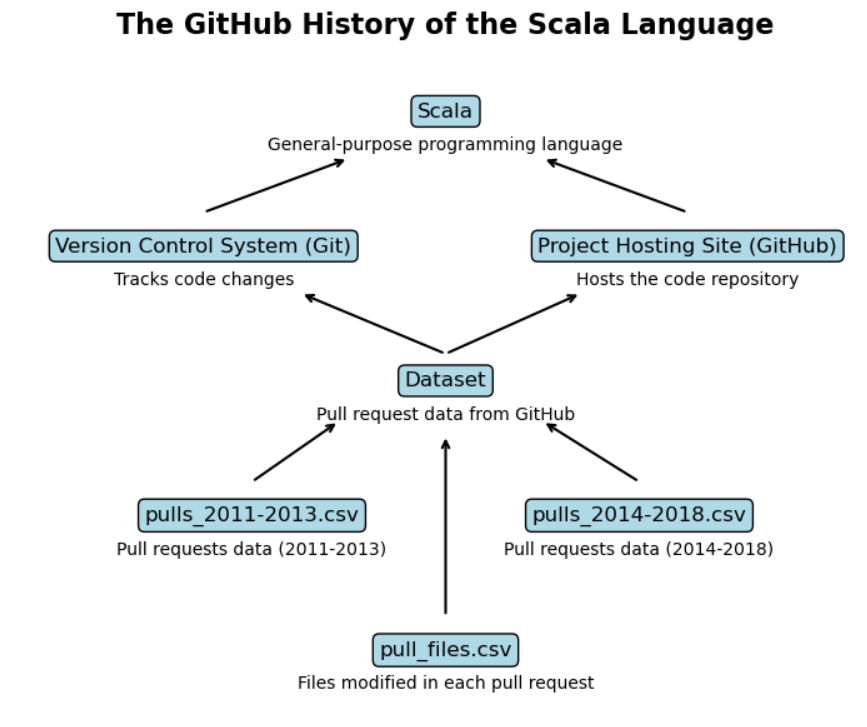 The GitHub History of the Scala Language
Scala
General-purpose programming language
Version Control System (Git)
Project Hosting Site (GitHub)
Tracks code changes
Hosts the code repository
Dataset
Pull request data from GitHub
pulls_2011-2013.csv
pulls_2014-2018.csv
Pull requests data (2011-2013)
Pull requests data (2014-2018)
pull_files.csv
Files modified in each pull request